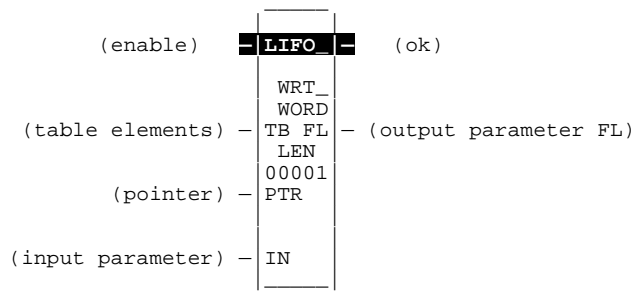 (enable) LIFO_ (ok)
WRT_
WORD
(table elements) TB FL (output parameter FL)
LEN
00001
(pointer) PTR
(input parameter) IN